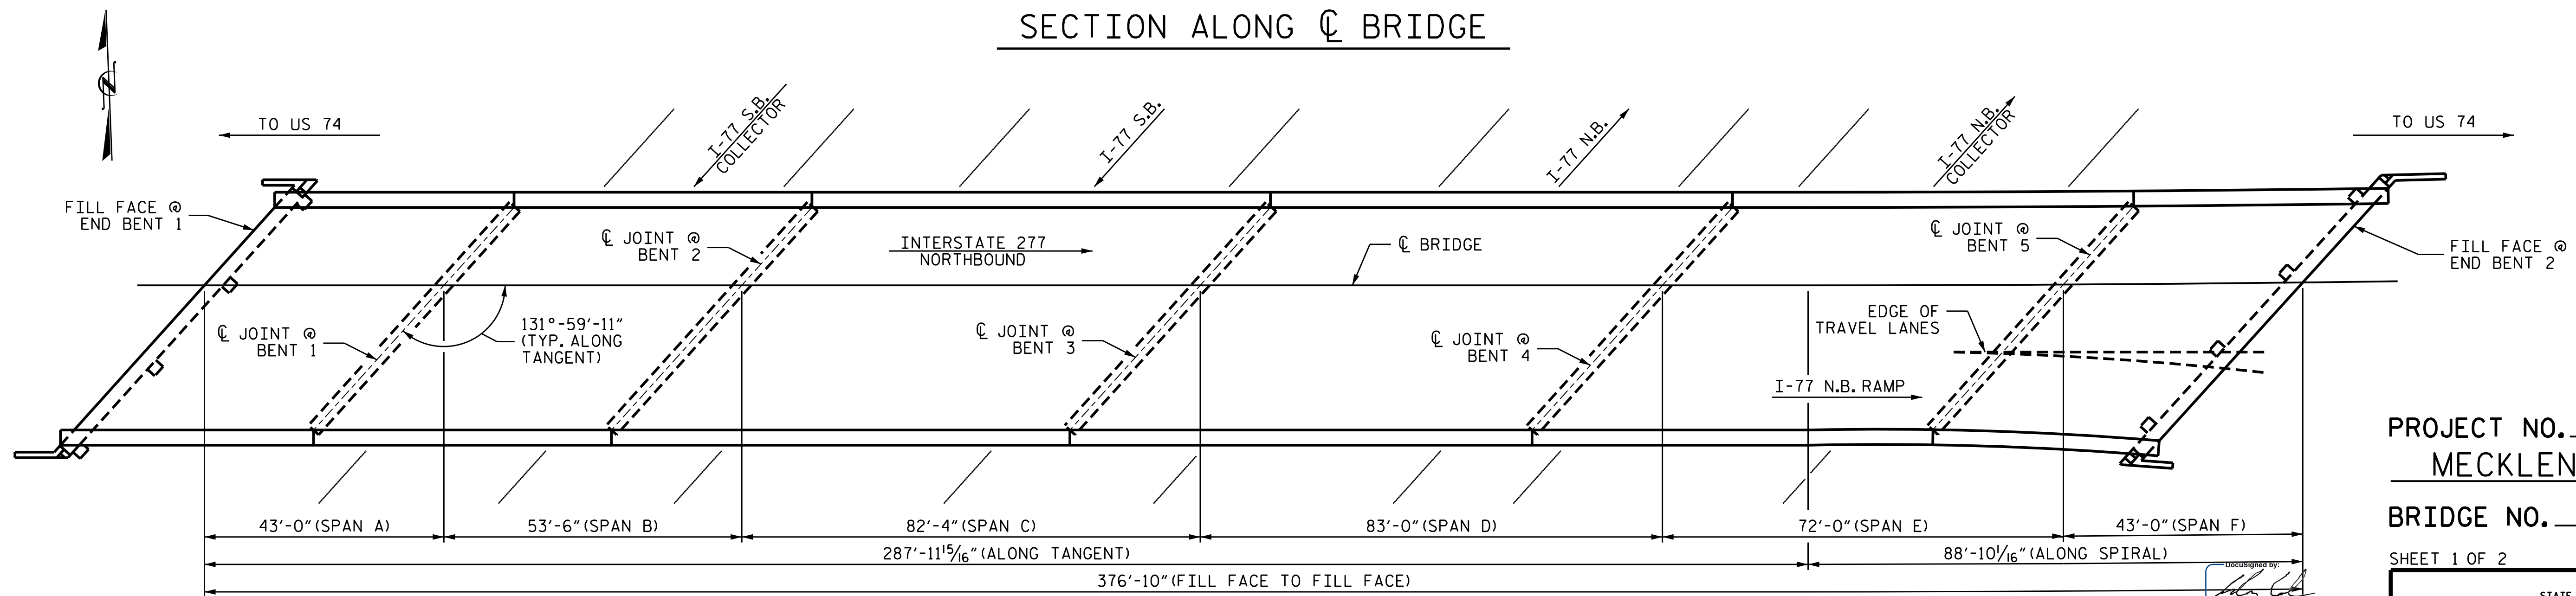 SECTION ALONG ℄ BRIDGE
N
TO US 74
I-77 S.B.
COLLECTOR
I-77 S.B.
I-77 N.B.
I-77 N.B.
COLLECTOR
TO US 74
FILL FACE @
END BENT 1
℄ JOINT @
BENT 2
INTERSTATE 277
NORTHBOUND
℄ BRIDGE
℄ JOINT @
BENT 5
FILL FACE @
END BENT 2
℄ JOINT @
BENT 1
131°-59'-11"
(TYP. ALONG
TANGENT)
℄ JOINT @
BENT 3
℄ JOINT @
BENT 4
EDGE OF
TRAVEL LANES
I-77 N.B. RAMP
PROJECT NO.
MECKLEN
BRIDGE NO.
SHEET 1 OF 2
43'-0" (SPAN A)
53'-6" (SPAN B)
82'-4" (SPAN C)
83'-0" (SPAN D)
72'-0" (SPAN E)
43'-0" (SPAN F)
287'-11 15/16" (ALONG TANGENT)
88'-10 1/16" (ALONG SPIRAL)
376'-10" (FILL FACE TO FILL FACE)
DocuSigned by:
STATE